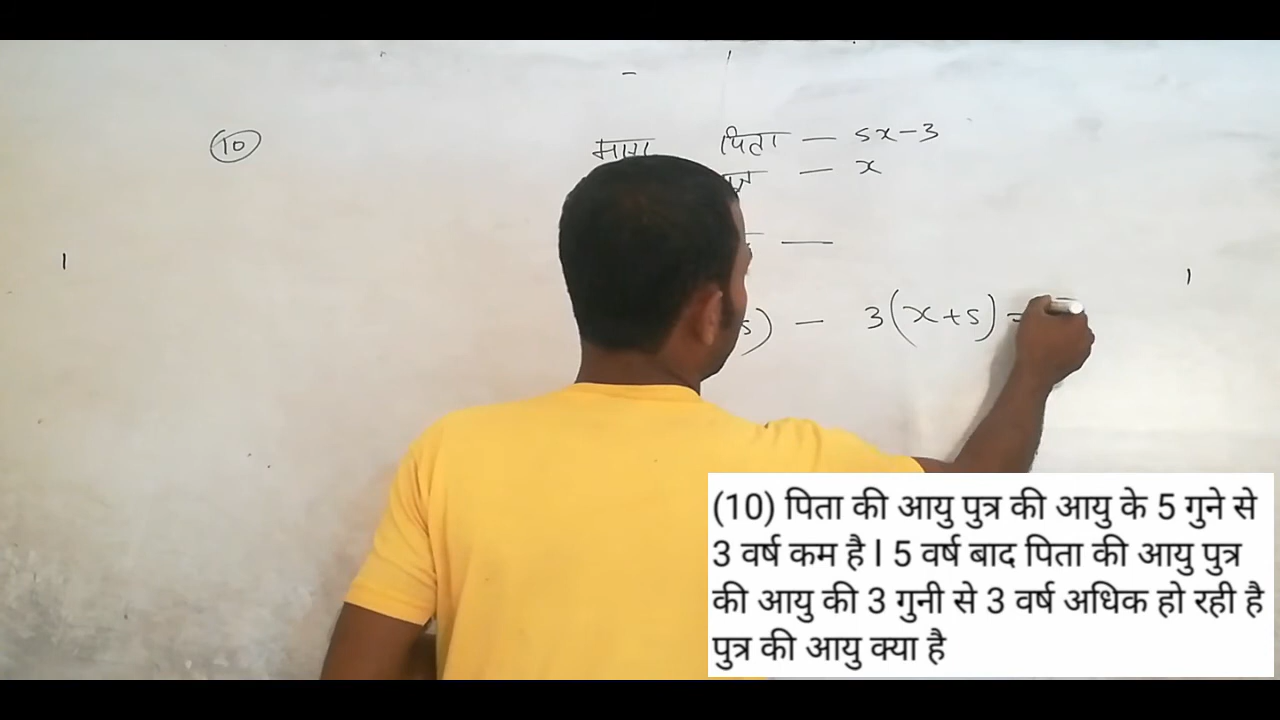 (10)
माना पिता — 5x-3
— x
—
5) — 3(x+5) =
(10) पिता की आयु पुत्र की आयु के 5 गुने से
3 वर्ष कम है l 5 वर्ष बाद पिता की आयु पुत्र
की आयु की 3 गुनी से 3 वर्ष अधिक हो रही है
पुत्र की आयु क्या है